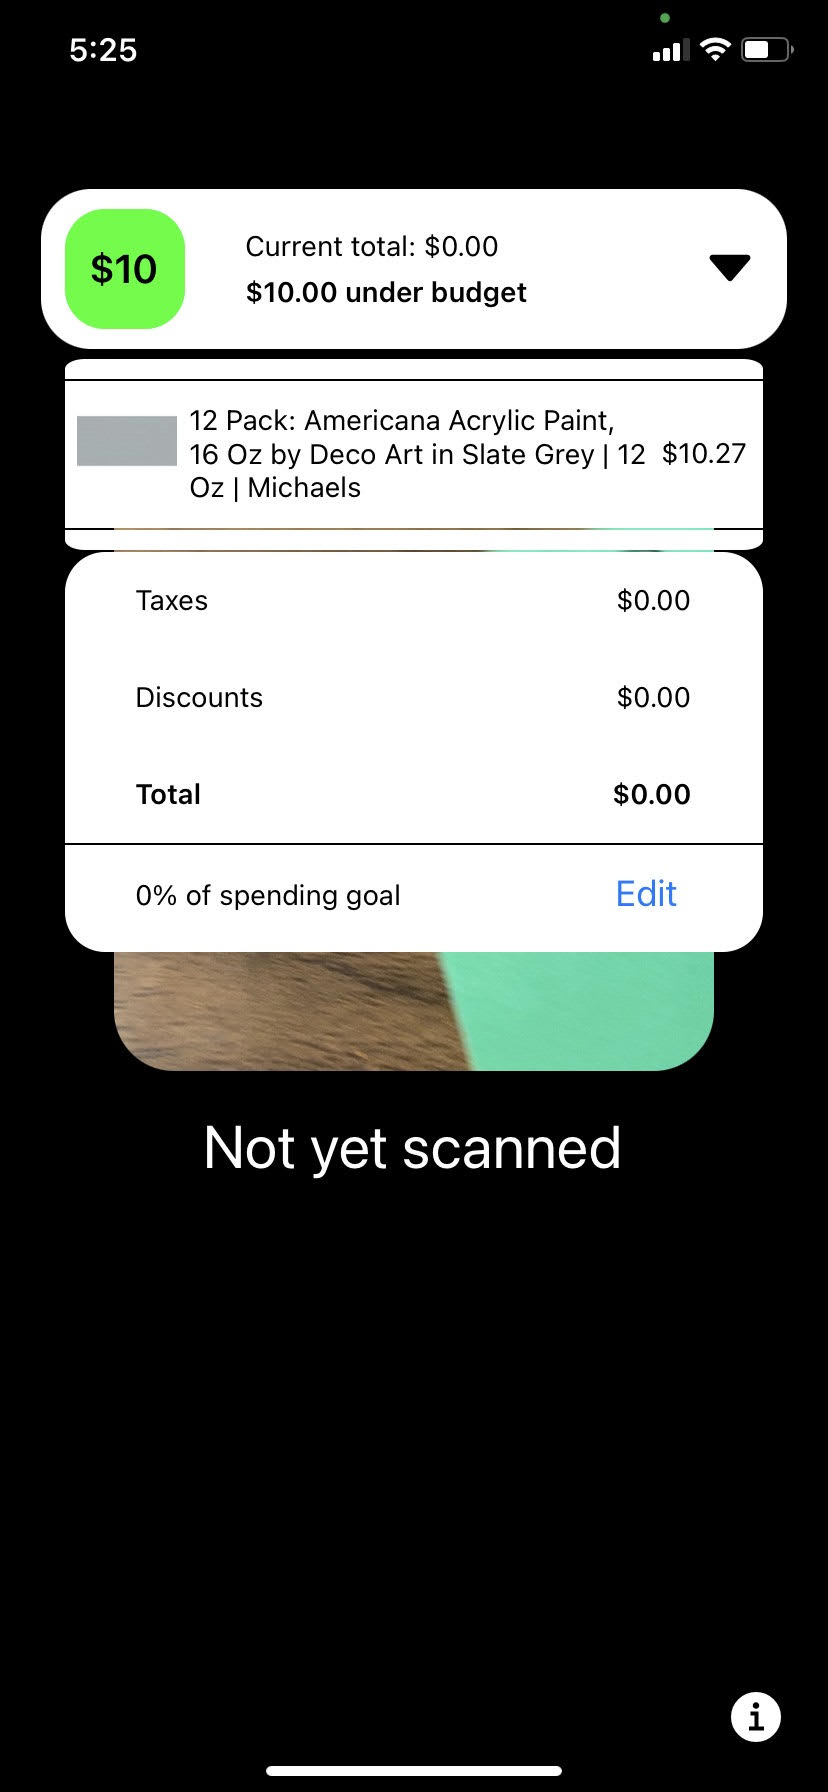 5:25
$10
Current total: $0.00
$10.00 under budget
12 Pack: Americana Acrylic Paint,
16 Oz by Deco Art in Slate Grey | 12
Oz | Michaels
$10.27
Taxes $0.00
Discounts $0.00
Total $0.00
0% of spending goal Edit
Not yet scanned
i